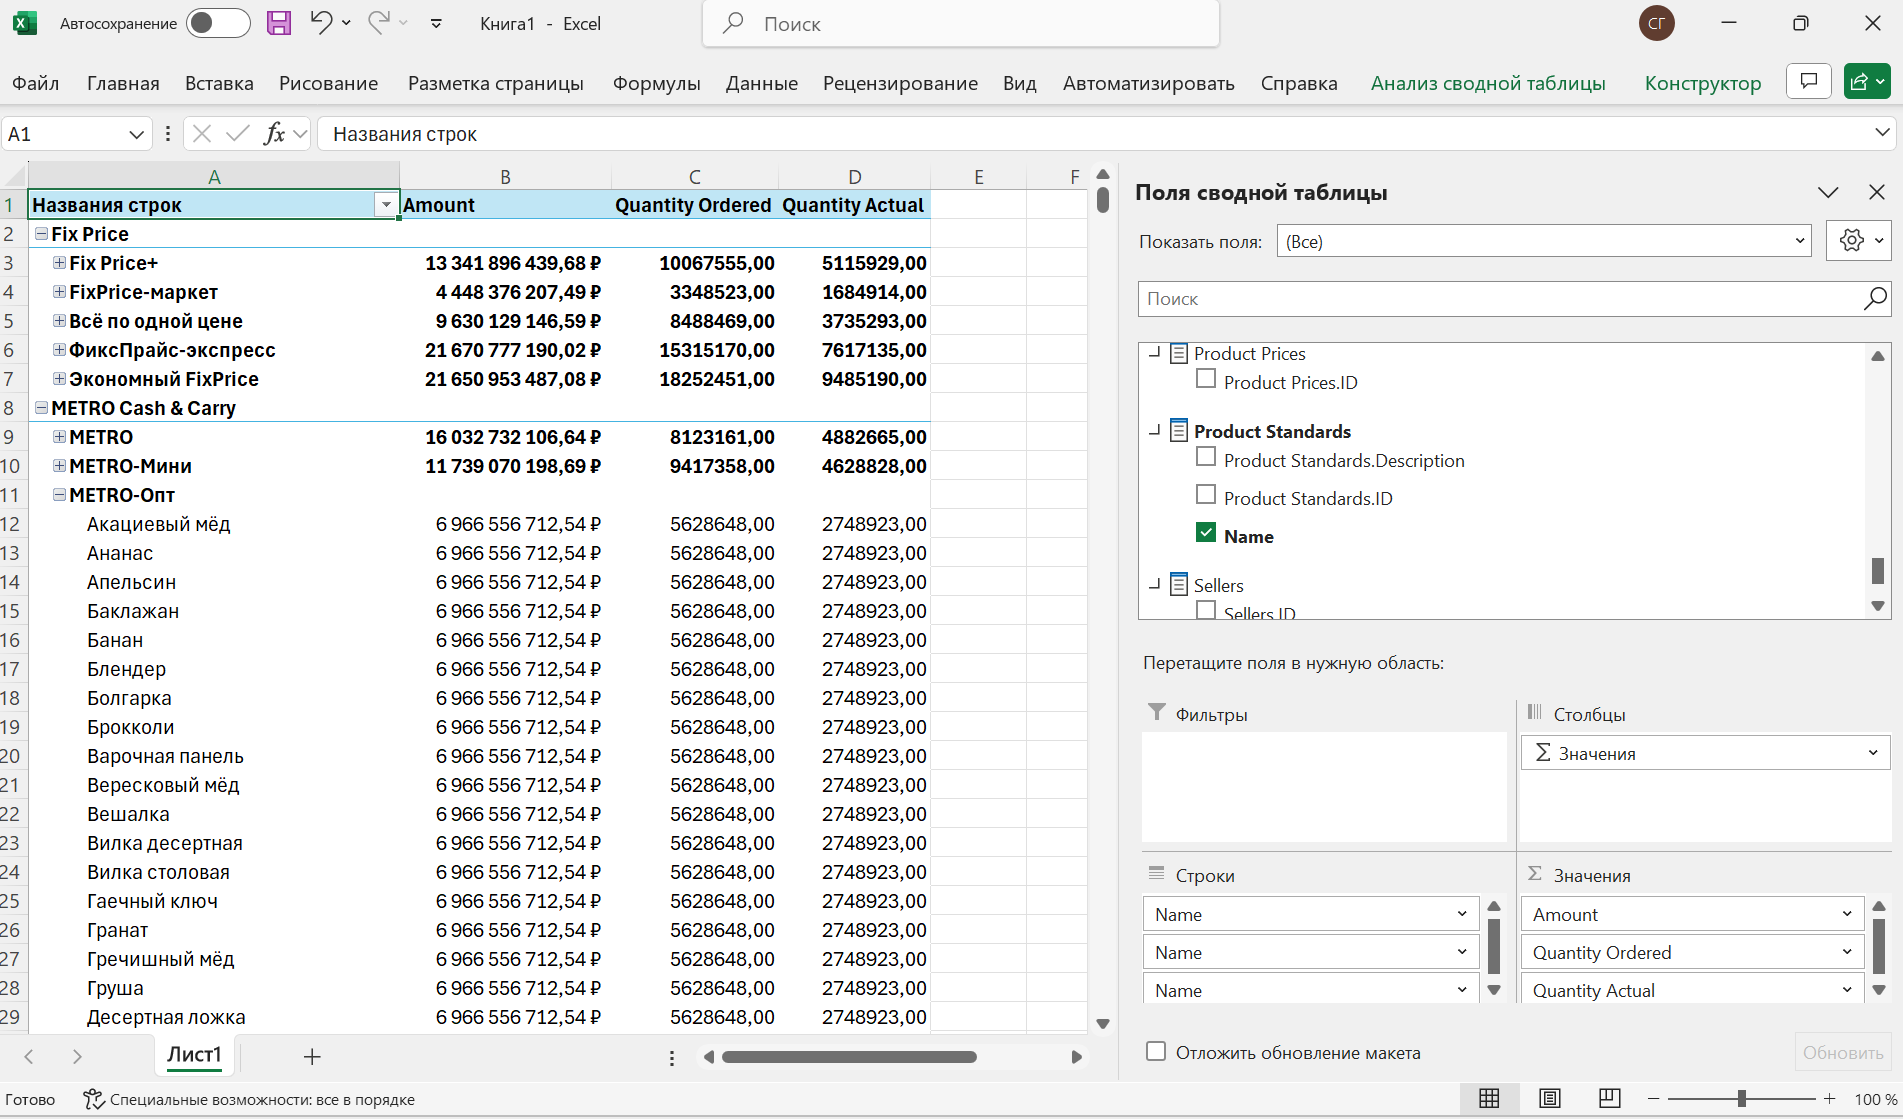 Автосохранение
Книга1 - Excel
Поиск
СГ
Файл Главная Вставка Рисование Разметка страницы Формулы Данные Рецензирование Вид Автоматизировать Справка Анализ сводной таблицы Конструктор
A1 fx Названия строк
A B C D E F
1 Названия строк Amount Quantity Ordered Quantity Actual
2 Fix Price
3 Fix Price+ 13 341 896 439,68 ₽ 10067555,00 5115929,00
4 FixPrice-маркет 4 448 376 207,49 ₽ 3348523,00 1684914,00
5 Всё по одной цене 9 630 129 146,59 ₽ 8488469,00 3735293,00
6 ФиксПрайс-экспресс 21 670 777 190,02 ₽ 15315170,00 7617135,00
7 Экономный FixPrice 21 650 953 487,08 ₽ 18252451,00 9485190,00
8 METRO Cash & Carry
9 METRO 16 032 732 106,64 ₽ 8123161,00 4882665,00
10 METRO-Мини 11 739 070 198,69 ₽ 9417358,00 4628828,00
11 METRO-Опт
12 Акациевый мёд 6 966 556 712,54 ₽ 5628648,00 2748923,00
13 Ананас 6 966 556 712,54 ₽ 5628648,00 2748923,00
14 Апельсин 6 966 556 712,54 ₽ 5628648,00 2748923,00
15 Баклажан 6 966 556 712,54 ₽ 5628648,00 2748923,00
16 Банан 6 966 556 712,54 ₽ 5628648,00 2748923,00
17 Блендер 6 966 556 712,54 ₽ 5628648,00 2748923,00
18 Болгарка 6 966 556 712,54 ₽ 5628648,00 2748923,00
19 Брокколи 6 966 556 712,54 ₽ 5628648,00 2748923,00
20 Варочная панель 6 966 556 712,54 ₽ 5628648,00 2748923,00
21 Вересковый мёд 6 966 556 712,54 ₽ 5628648,00 2748923,00
22 Вешалка 6 966 556 712,54 ₽ 5628648,00 2748923,00
23 Вилка десертная 6 966 556 712,54 ₽ 5628648,00 2748923,00
24 Вилка столовая 6 966 556 712,54 ₽ 5628648,00 2748923,00
25 Гаечный ключ 6 966 556 712,54 ₽ 5628648,00 2748923,00
26 Гранат 6 966 556 712,54 ₽ 5628648,00 2748923,00
27 Гречишный мёд 6 966 556 712,54 ₽ 5628648,00 2748923,00
28 Груша 6 966 556 712,54 ₽ 5628648,00 2748923,00
29 Десертная ложка 6 966 556 712,54 ₽ 5628648,00 2748923,00
Лист1
Готово Специальные возможности: все в порядке
100 %
Поля сводной таблицы
Показать поля: (Все)
Поиск
Product Prices
Product Prices.ID
Product Standards
Product Standards.Description
Product Standards.ID
Name
Sellers
Sellers.ID
Перетащите поля в нужную область:
Фильтры
Столбцы
Σ Значения
Строки
Name
Name
Name
Σ Значения
Amount
Quantity Ordered
Quantity Actual
Отложить обновление макета
Обновить